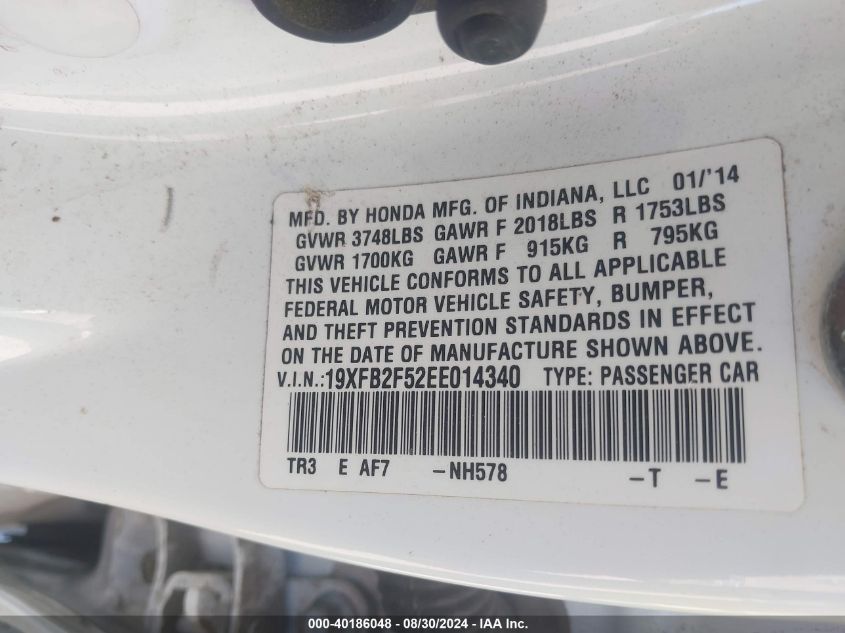 MFD. BY HONDA MFG. OF INDIANA, LLC 01/'14
GVWR 3748LBS GAWR F 2018LBS R 1753LBS
GVWR 1700KG GAWR F 915KG R 795KG
THIS VEHICLE CONFORMS TO ALL APPLICABLE
FEDERAL MOTOR VEHICLE SAFETY, BUMPER,
AND THEFT PREVENTION STANDARDS IN EFFECT
ON THE DATE OF MANUFACTURE SHOWN ABOVE.
V.I.N.:19XFB2F52EE014340 TYPE: PASSENGER CAR
TR3 E AF7 -NH578 -T -E
000-40186048 - 08/30/2024 - IAA Inc.